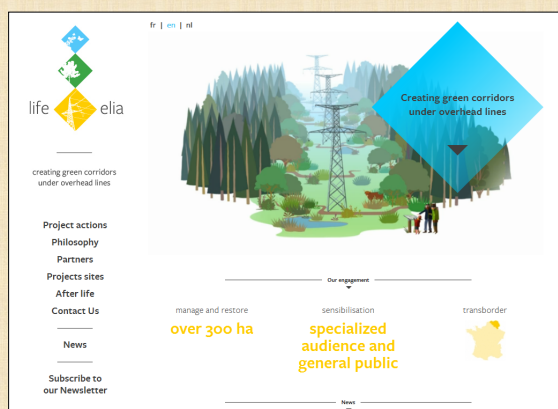 fr | en | nl
life elia
creating green corridors
under overhead lines
Project actions
Philosophy
Partners
Projects sites
After life
Contact Us
News
Subscribe to
our Newsletter
Creating green corridors
under overhead lines
Our engagement
manage and restore
over 300 ha
sensibilisation
specialized
audience and
general public
transborder
News